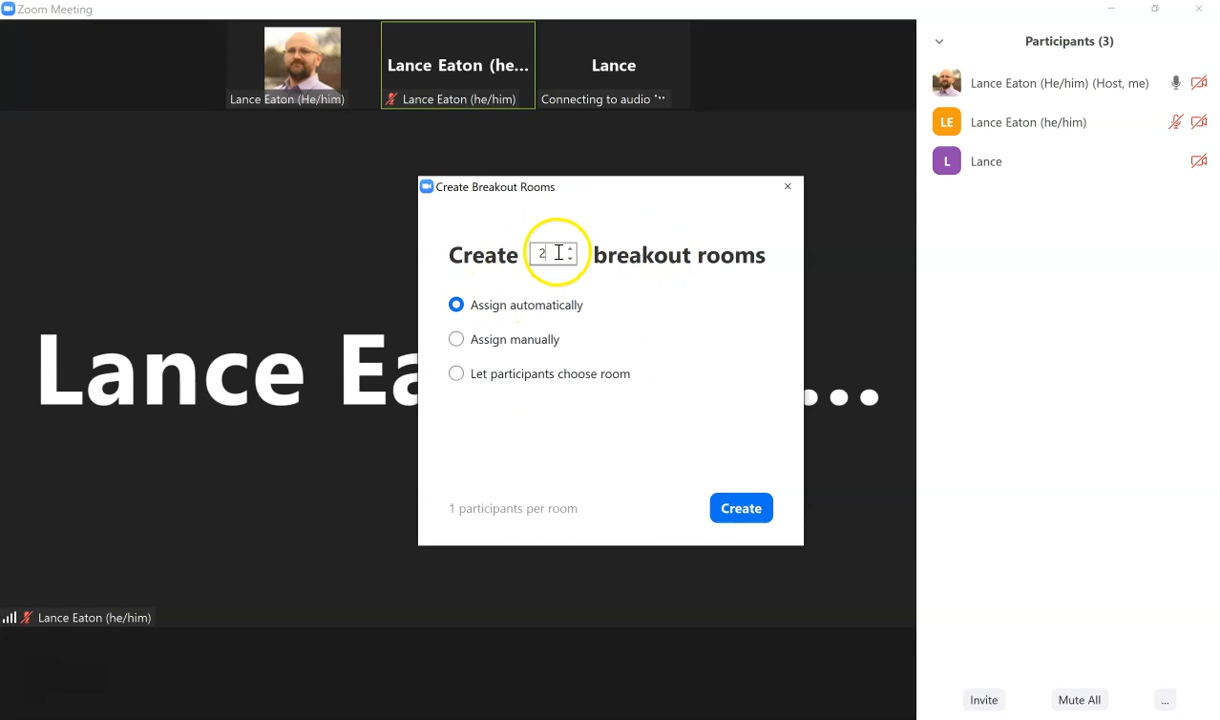 Zoom Meeting
Lance Eaton (He/him)
Lance Eaton (he...
Lance Eaton (he/him)
Lance
Connecting to audio ···
Participants (3)
Lance Eaton (He/him) (Host, me)
LE Lance Eaton (he/him)
L Lance
Create Breakout Rooms
Create 2 breakout rooms
Assign automatically
Assign manually
Let participants choose room
1 participants per room
Create
Lance Ea
...
Lance Eaton (he/him)
Invite
Mute All
...